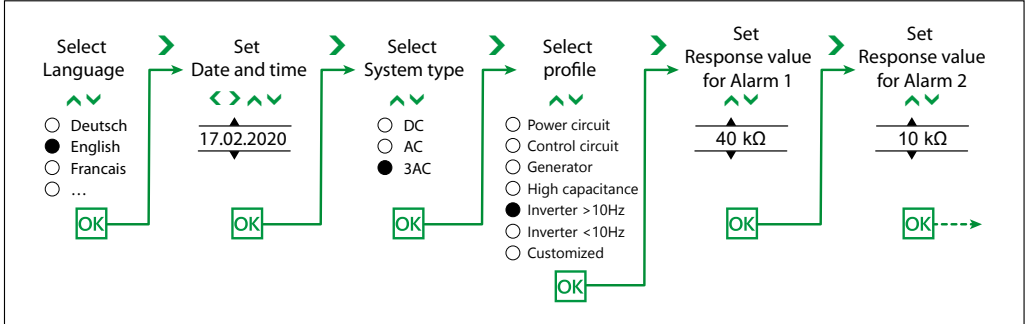 Select
Language
Deutsch
English
Francais
...
OK
Set
Date and time
17.02.2020
OK
Select
System type
DC
AC
3AC
OK
Select
profile
Power circuit
Control circuit
Generator
High capacitance
Inverter >10Hz
Inverter <10Hz
Customized
OK
Set
Response value
for Alarm 1
40 kΩ
OK
Set
Response value
for Alarm 2
10 kΩ
OK